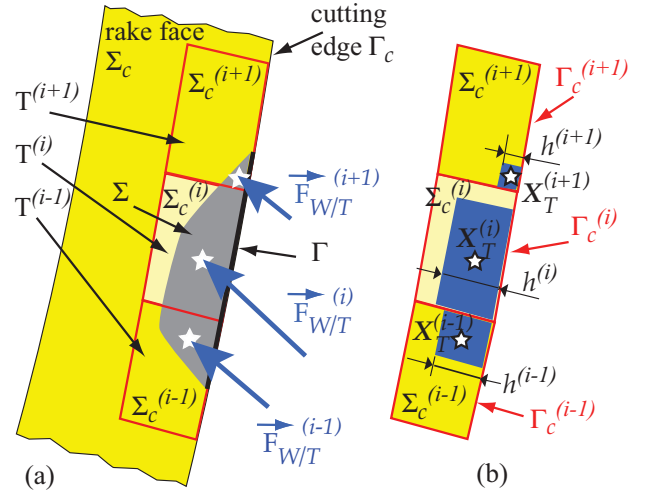 rake face
Σc
cutting
edge Γc
Σc(i+1)
T(i+1)
T(i)
T(i-1)
Σ
Σc(i)
F W/T (i+1)
Γ
F W/T (i)
F W/T (i-1)
Σc(i-1)
(a)
Σc(i+1)
Γc(i+1)
h(i+1)
XT(i+1)
Σc(i)
XT(i)
Γc(i)
h(i)
XT(i-1)
h(i-1)
Σc(i-1)
Γc(i-1)
(b)